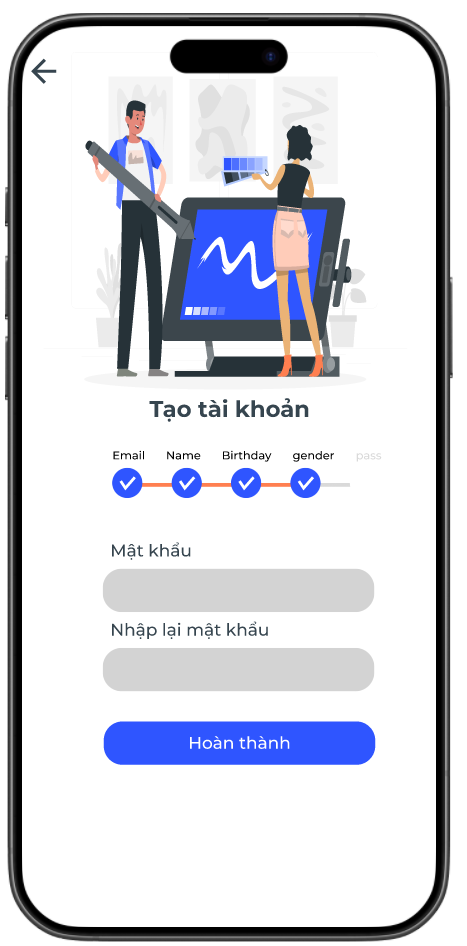 Tạo tài khoản
Email Name Birthday gender pass
Mật khẩu
Nhập lại mật khẩu
Hoàn thành